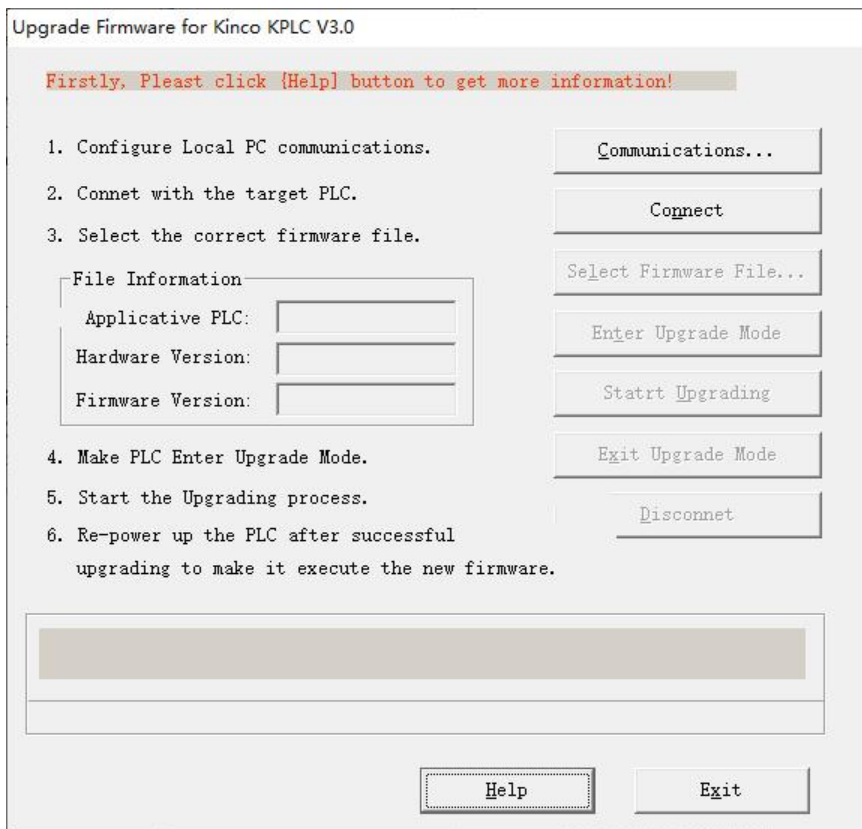 Upgrade Firmware for Kinco KPLC V3.0
Firstly, Pleast click {Help] button to get more information!
1. Configure Local PC communications.
Communications...
2. Connet with the target PLC.
Connect
3. Select the correct firmware file.
Select Firmware File...
File Information
Applicative PLC:
Enter Upgrade Mode
Hardware Version:
Statrt Upgrading
Firmware Version:
4. Make PLC Enter Upgrade Mode.
Exit Upgrade Mode
5. Start the Upgrading process.
Disconnet
6. Re-power up the PLC after successful
upgrading to make it execute the new firmware.
Help
Exit